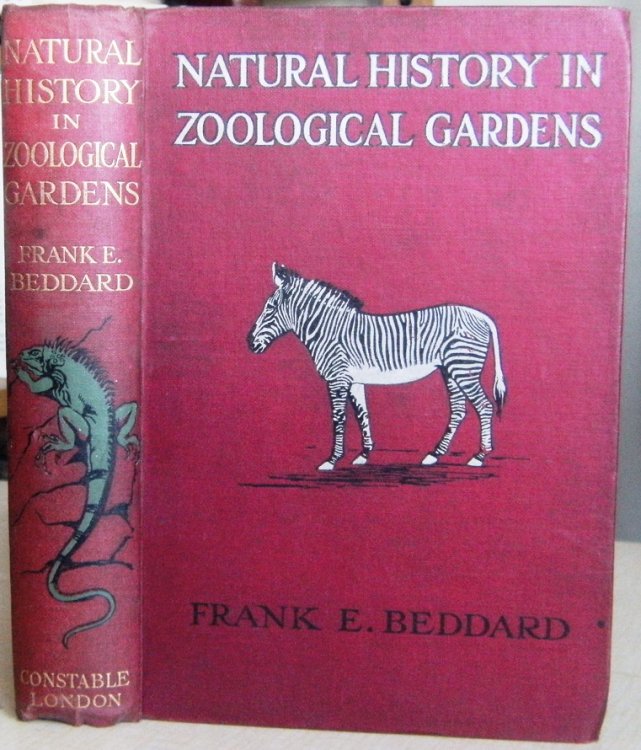 NATURAL
HISTORY
IN
ZOOLOGICAL
GARDENS
FRANK E.
BEDDARD
CONSTABLE
LONDON
NATURAL HISTORY IN
ZOOLOGICAL GARDENS
FRANK E. BEDDARD